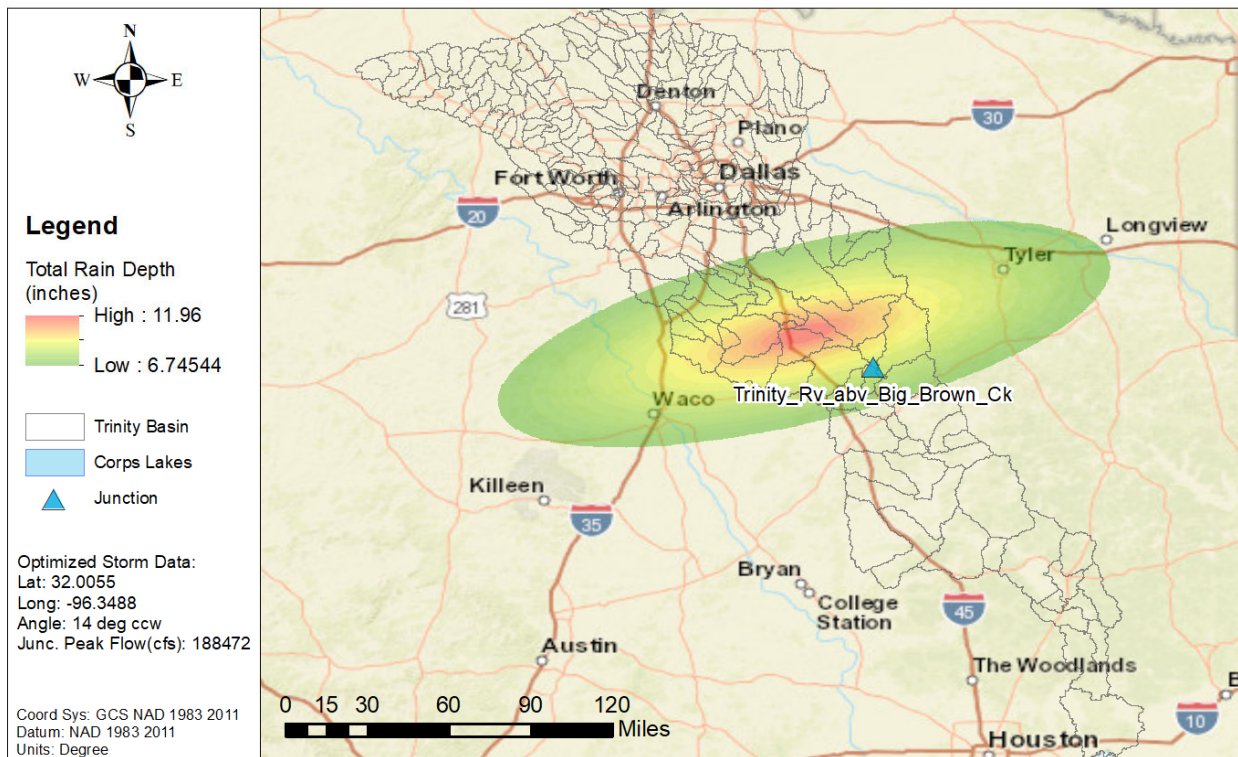 N
W E
S
Legend
Total Rain Depth
(inches)
High : 11.96
Low : 6.74544
Trinity Basin
Corps Lakes
Junction
Optimized Storm Data:
Lat: 32.0055
Long: -96.3488
Angle: 14 deg ccw
Junc. Peak Flow(cfs): 188472
Coord Sys: GCS NAD 1983 2011
Datum: NAD 1983 2011
Units: Degree
Denton
30
Plano
Fort Worth
Dallas
20
Arlington
Longview
Tyler
281
Trinity_Rv_abv_Big_Brown_Ck
Waco
Killeen
35
Bryan
College
Station
45
Austin
The Woodlands
B
10
Houston
0 15 30 60 90 120
Miles